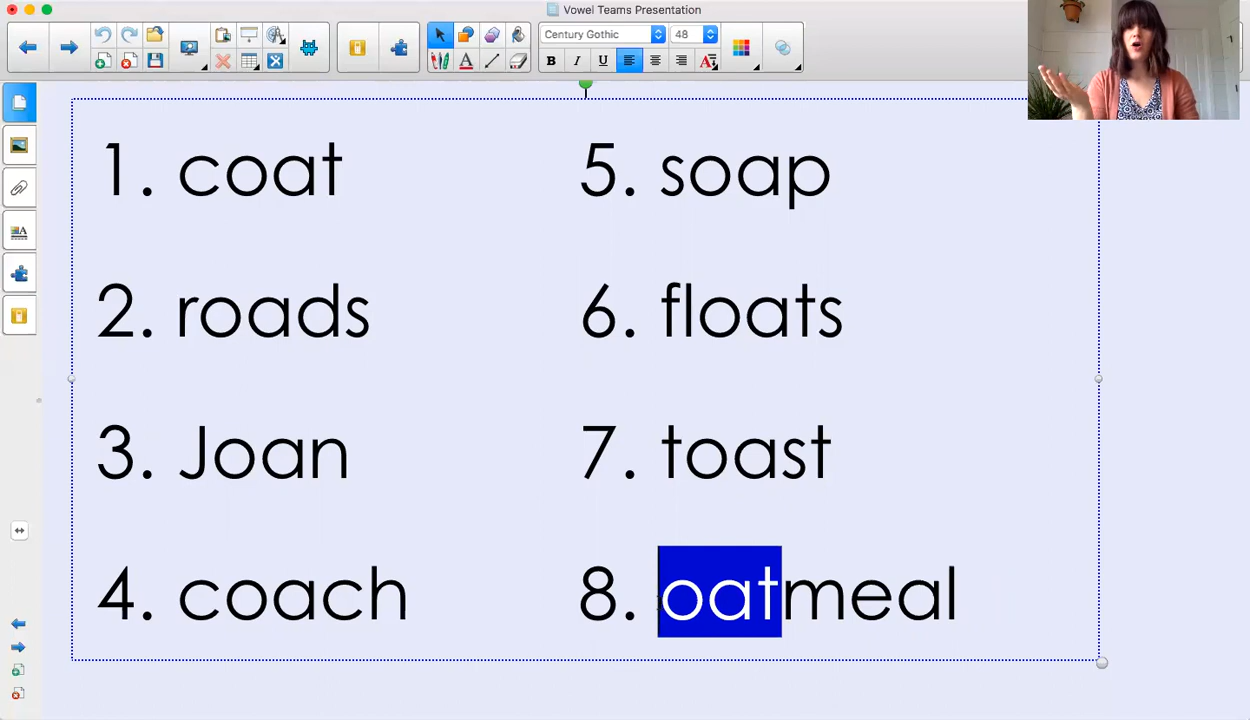 Vowel Teams Presentation
Century Gothic
48
B I U
1. coat
2. roads
3. Joan
4. coach
5. soap
6. floats
7. toast
8. oatmeal